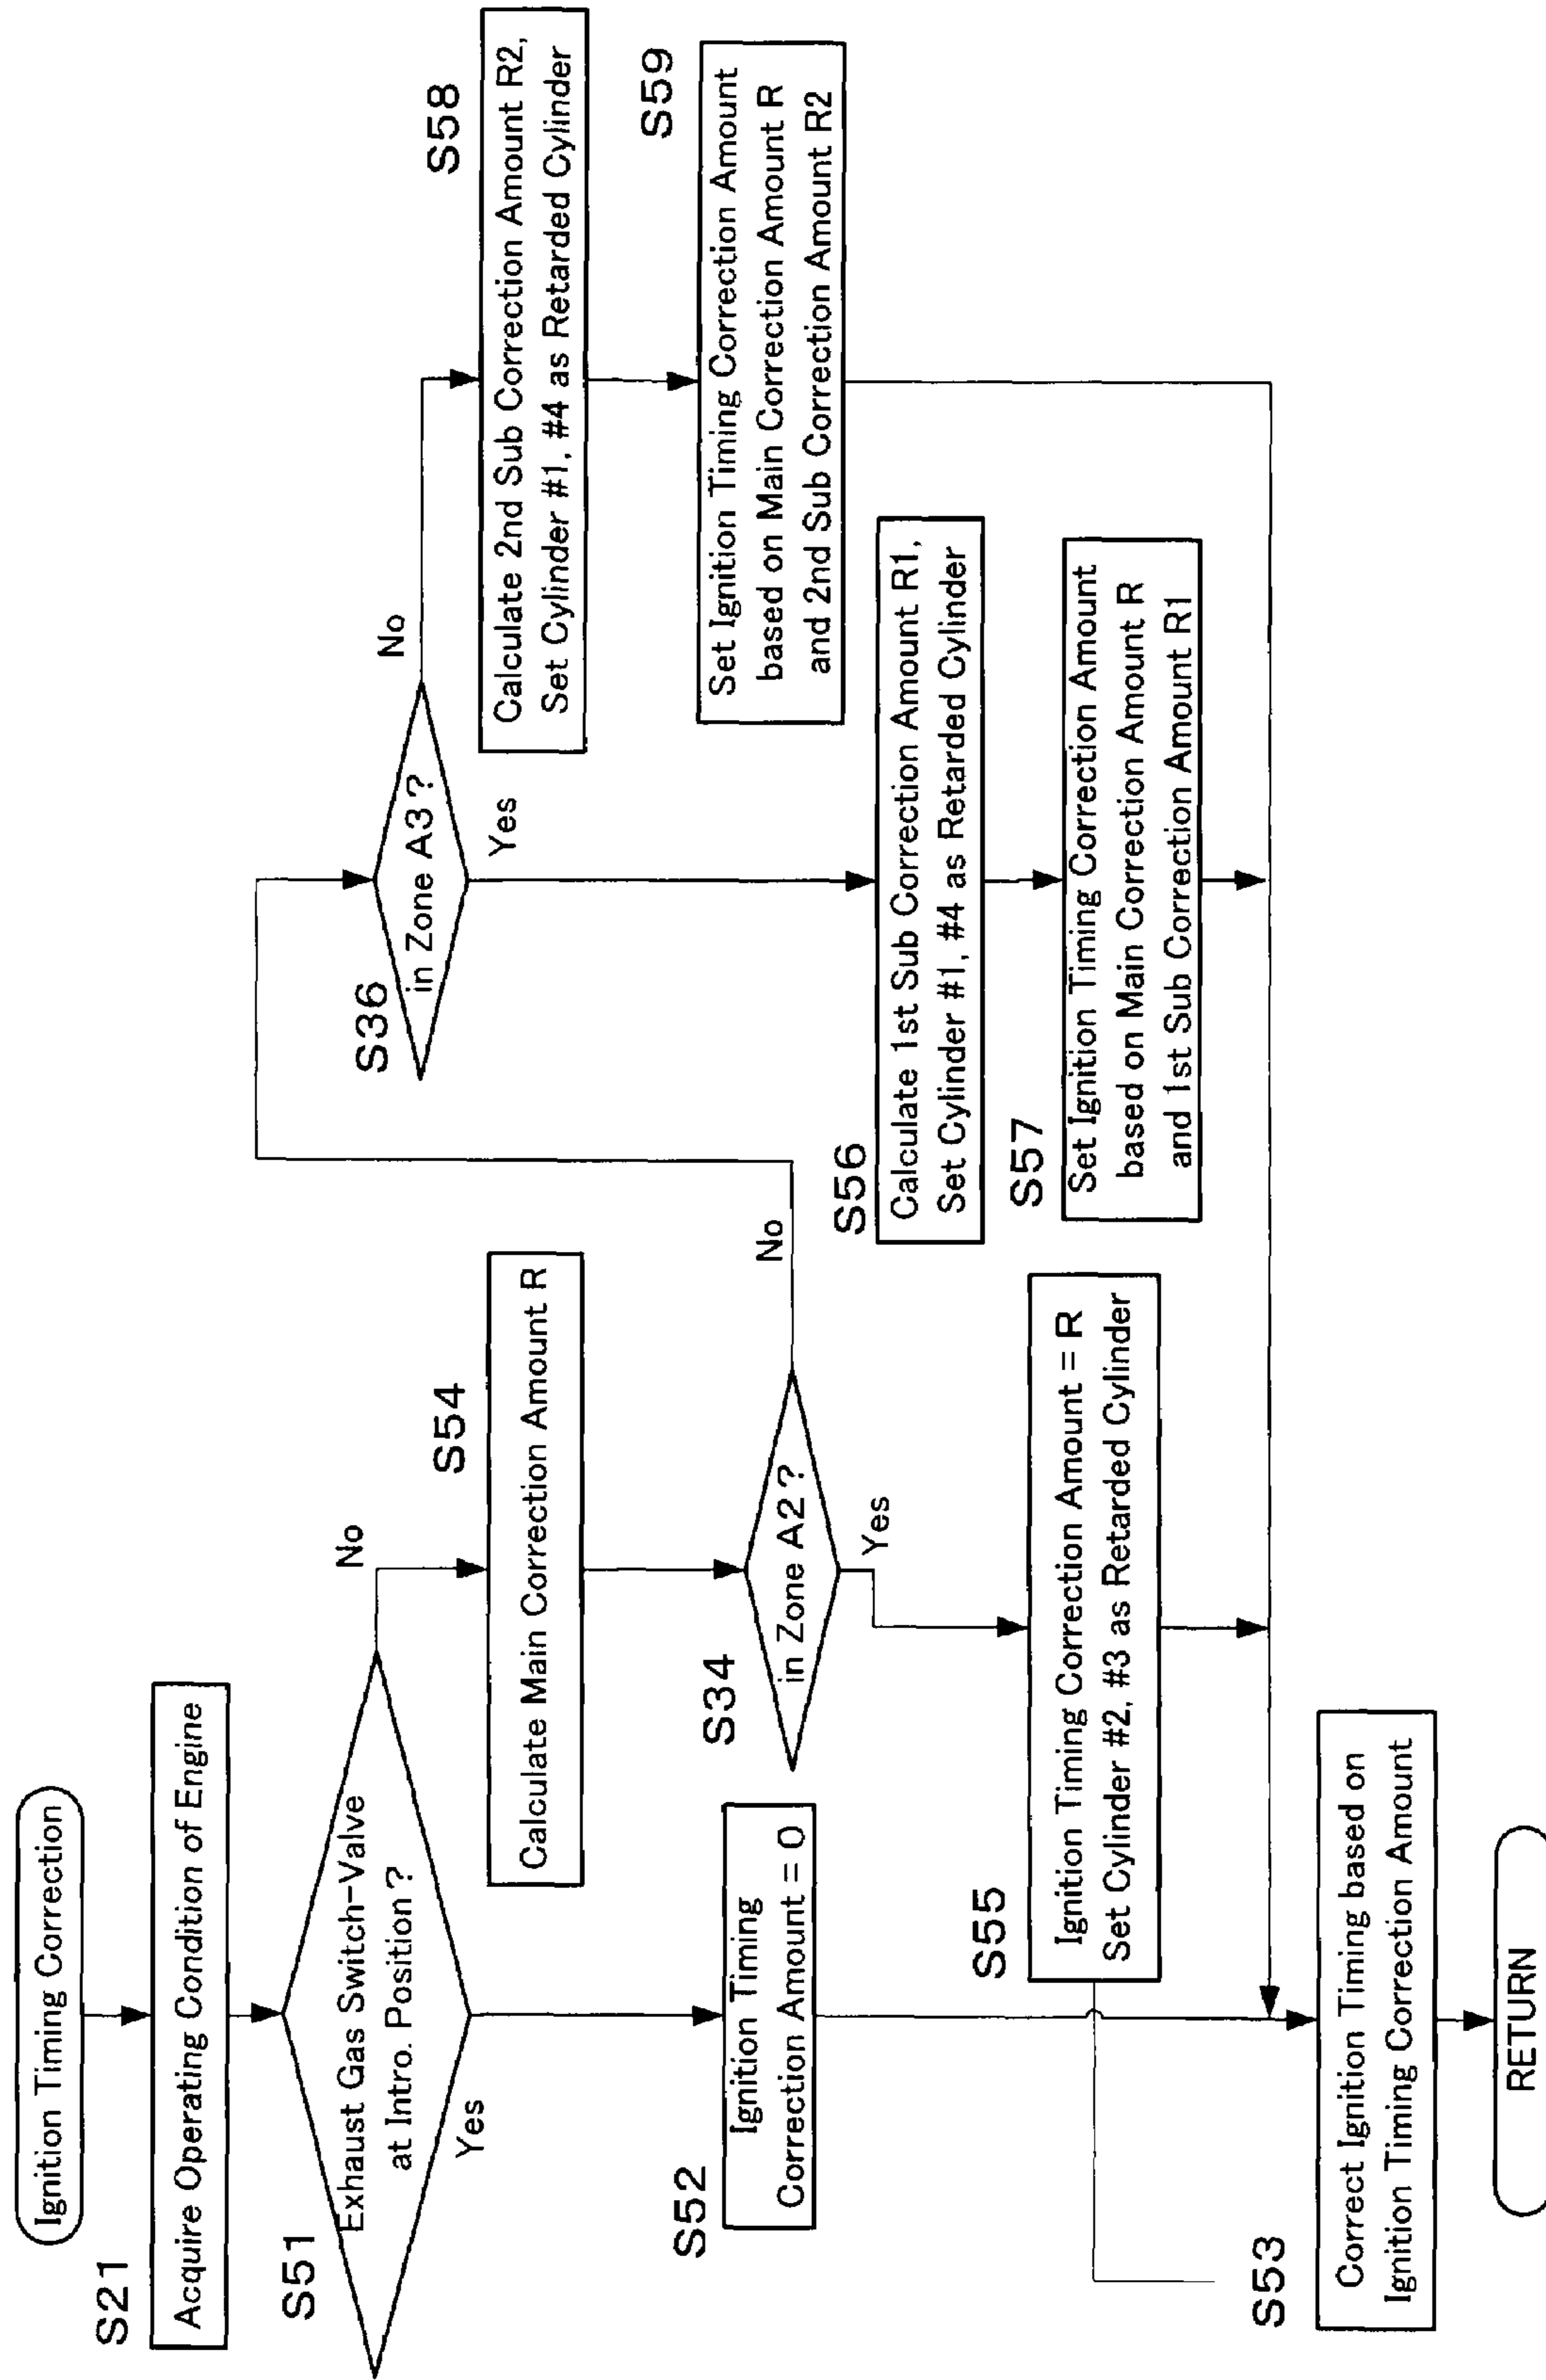 Ignition Timing Correction
S21
Acquire Operating Condition of Engine
S51
Exhaust Gas Switch-Valve
at Intro. Position?
Yes
No
S52
Ignition Timing
Correction Amount = 0
S54
Calculate Main Correction Amount R
S34
in Zone A2?
Yes
No
S55
Ignition Timing Correction Amount = R
Set Cylinder #2, #3 as Retarded Cylinder
S36
in Zone A3?
Yes
No
S56
Calculate 1st Sub Correction Amount R1,
Set Cylinder #1, #4 as Retarded Cylinder
S57
Set Ignition Timing Correction Amount
based on Main Correction Amount R
and 1st Sub Correction Amount R1
S58
Calculate 2nd Sub Correction Amount R2,
Set Cylinder #1, #4 as Retarded Cylinder
S59
Set Ignition Timing Correction Amount
based on Main Correction Amount R
and 2nd Sub Correction Amount R2
S53
Correct Ignition Timing based on
Ignition Timing Correction Amount
RETURN